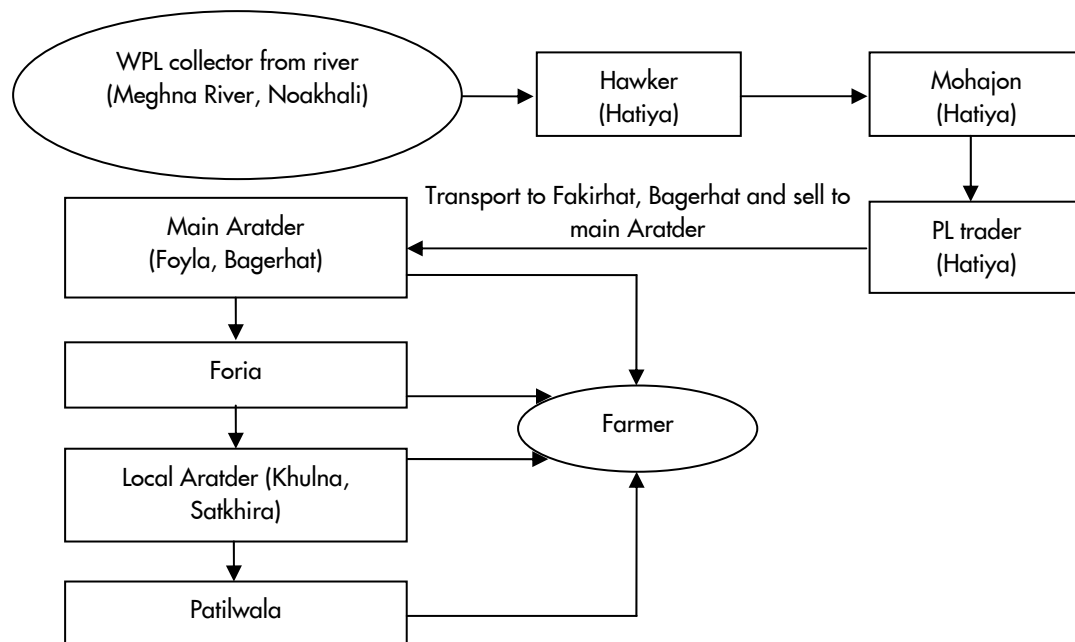 WPL collector from river
(Meghna River, Noakhali)
Hawker
(Hatiya)
Mohajon
(Hatiya)
Transport to Fakirhat, Bagerhat and sell to
main Aratder
PL trader
(Hatiya)
Main Aratder
(Foyla, Bagerhat)
Foria
Farmer
Local Aratder (Khulna,
Satkhira)
Patilwala